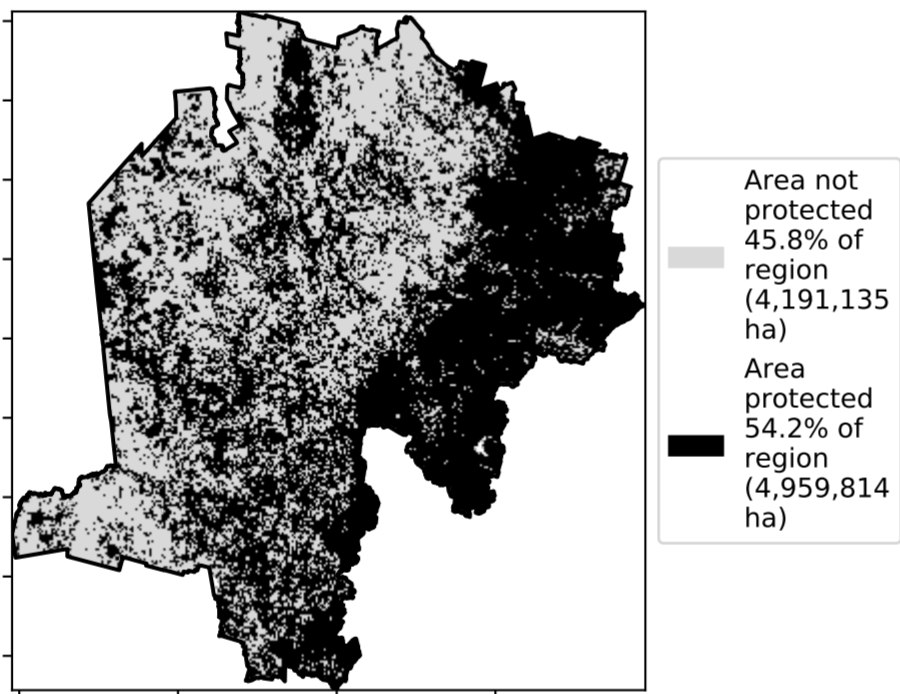 Area not
protected
45.8% of
region
(4,191,135
ha)
Area
protected
54.2% of
region
(4,959,814
ha)